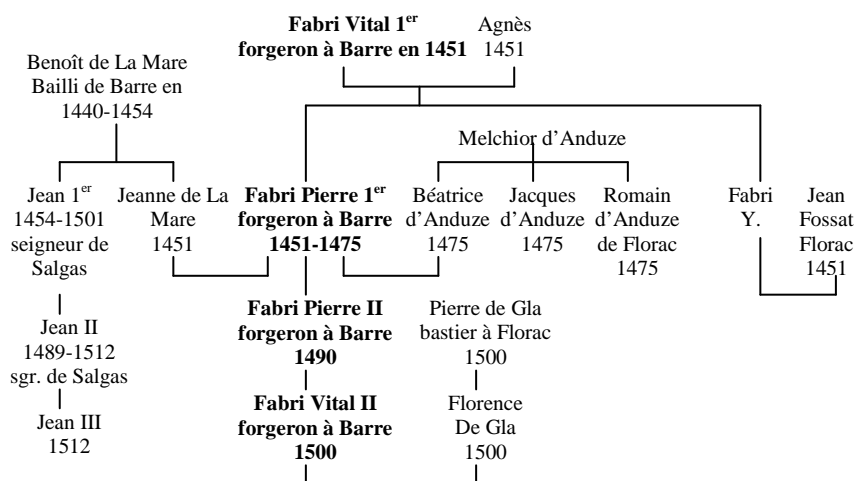 Fabri Vital 1er
forgeron à Barre en 1451
Agnès
1451
Benoît de La Mare
Bailli de Barre en
1440-1454
Melchior d'Anduze
Jean 1er
1454-1501
seigneur de
Salgas
Jeanne de La
Mare
1451
Fabri Pierre 1er
forgeron à Barre
1451-1475
Béatrice
d'Anduze
1475
Jacques
d'Anduze
1475
Romain
d'Anduze
de Florac
1475
Fabri
Y.
Jean
Fossat
Florac
1451
Jean II
1489-1512
sgr. de Salgas
Fabri Pierre II
forgeron à Barre
1490
Pierre de Gla
bastier à Florac
1500
Jean III
1512
Fabri Vital II
forgeron à Barre
1500
Florence
De Gla
1500